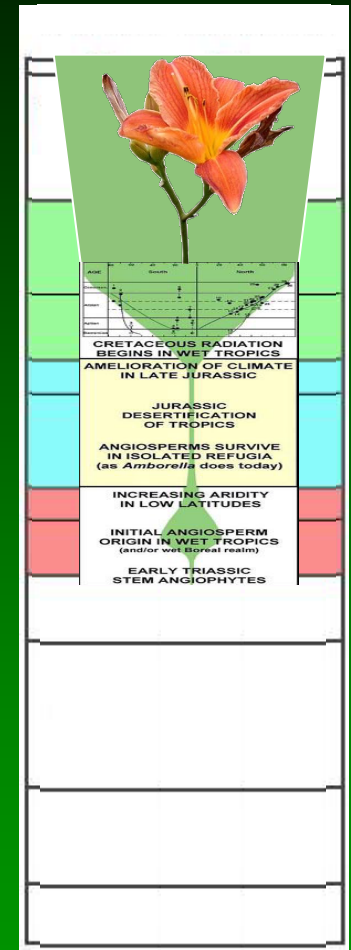 AGE South North
CRETACEOUS RADIATION
BEGINS IN WET TROPICS
AMELIORATION OF CLIMATE
IN LATE JURASSIC
JURASSIC
DESERTIFICATION
OF TROPICS
ANGIOSPERMS SURVIVE
IN ISOLATED REFUGIA
(as Amborella does today)
INCREASING ARIDITY
IN LOW LATITUDES
INITIAL ANGIOSPERM
ORIGIN IN WET TROPICS
(and/or wet Boreal realm)
EARLY TRIASSIC
STEM ANGIOPHYTES